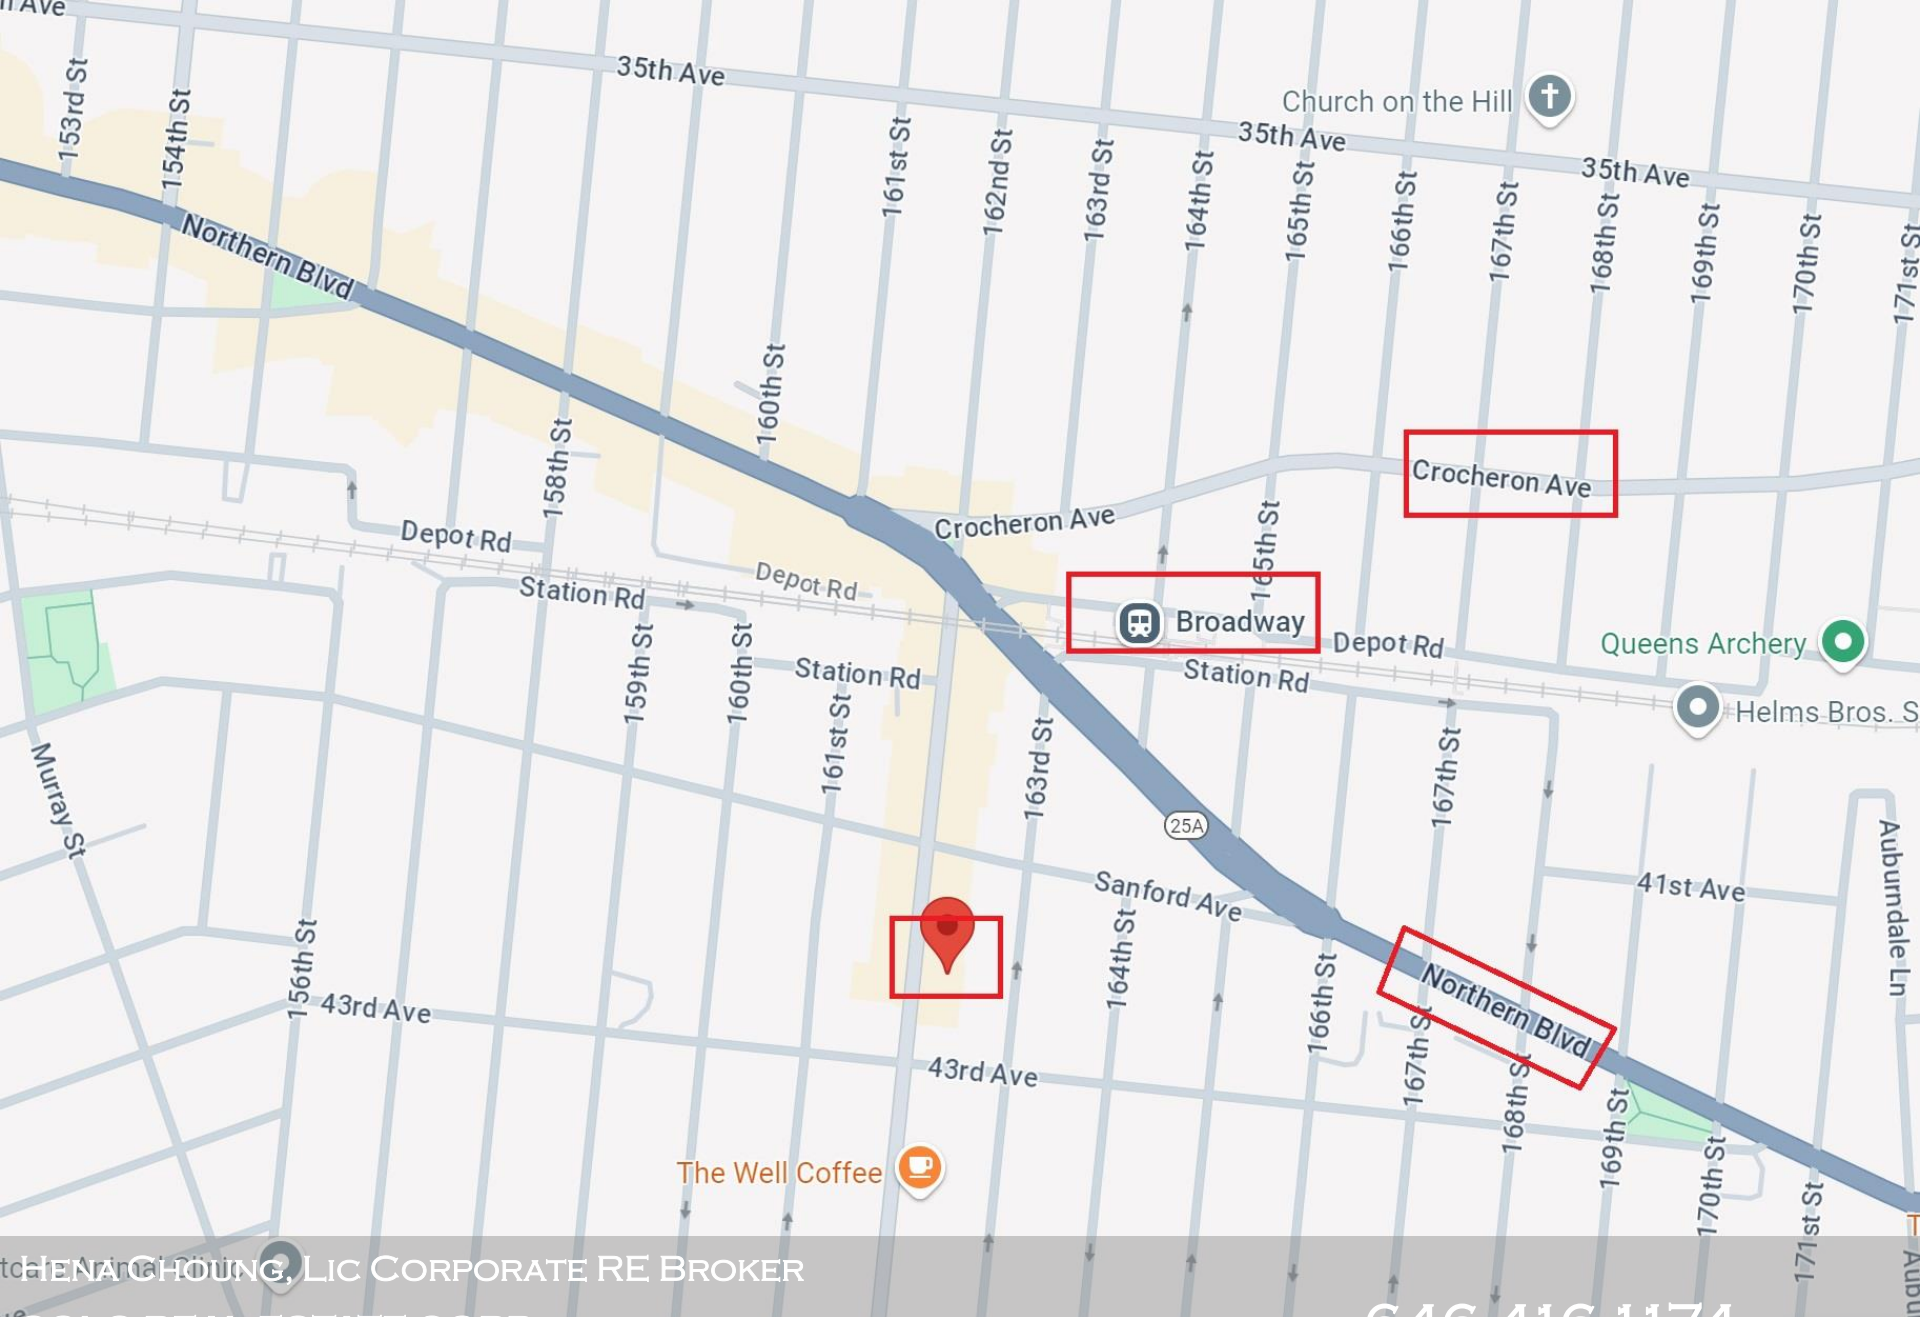 n Ave
35th Ave
Church on the Hill
35th Ave
35th Ave
153rd St
154th St
161st St
162nd St
163rd St
164th St
165th St
166th St
167th St
168th St
169th St
170th St
171st St
Northern Blvd
160th St
158th St
Crocheron Ave
Crocheron Ave
165th St
Depot Rd
Depot Rd
Station Rd
Broadway
Depot Rd
Queens Archery
Station Rd
Station Rd
Helms Bros. S
159th St
160th St
161st St
163rd St
167th St
Murray St
25A
Sanford Ave
41st Ave
Auburndale Ln
164th St
156th St
43rd Ave
166th St
Northern Blvd
167th St
168th St
43rd Ave
169th St
170th St
171st St
The Well Coffee
T
Aubu
Hena Choung, Lic Corporate RE Broker
646 416 1174